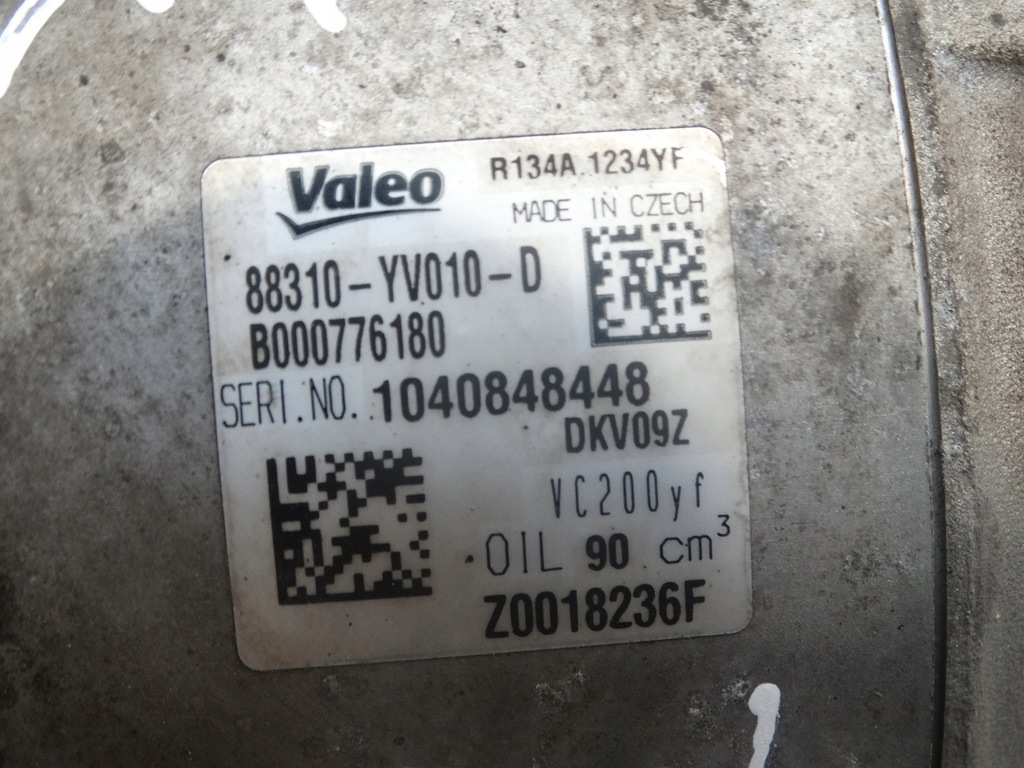 Valeo
R134A 1234YF
MADE IN CZECH
88310-YV010-D
B000776180
SERI.NO. 1040848448
DKV09Z
VC200yf
OIL 90 cm³
Z0018236F